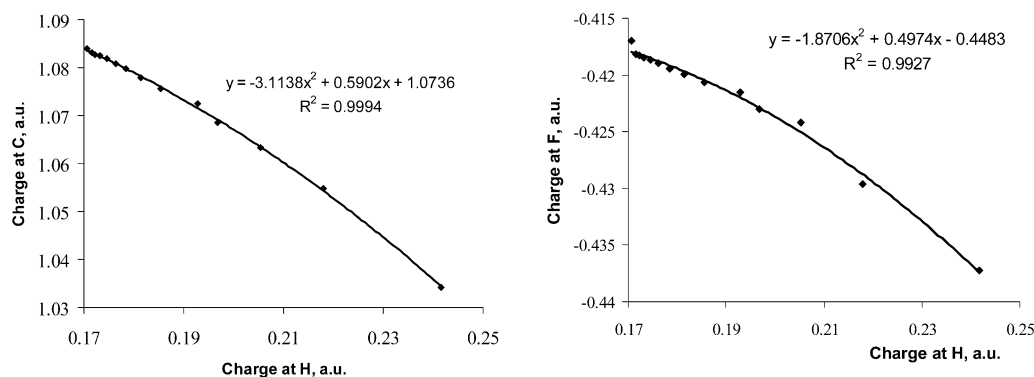 1.09
1.08
1.07
1.06
1.05
1.04
1.03
0.17
0.19
0.21
0.23
0.25
Charge at C, a.u.
Charge at H, a.u.
y = -3.1138x² + 0.5902x + 1.0736
R² = 0.9994
-0.415
-0.42
-0.425
-0.43
-0.435
-0.44
0.17
0.19
0.21
0.23
0.25
Charge at F, a.u.
Charge at H, a.u.
y = -1.8706x² + 0.4974x - 0.4483
R² = 0.9927